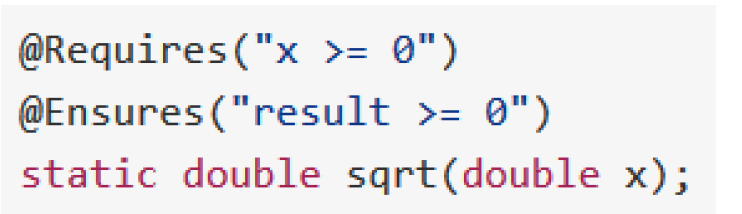 @Requires("x >= 0")
@Ensures("result >= 0")
static double sqrt(double x);